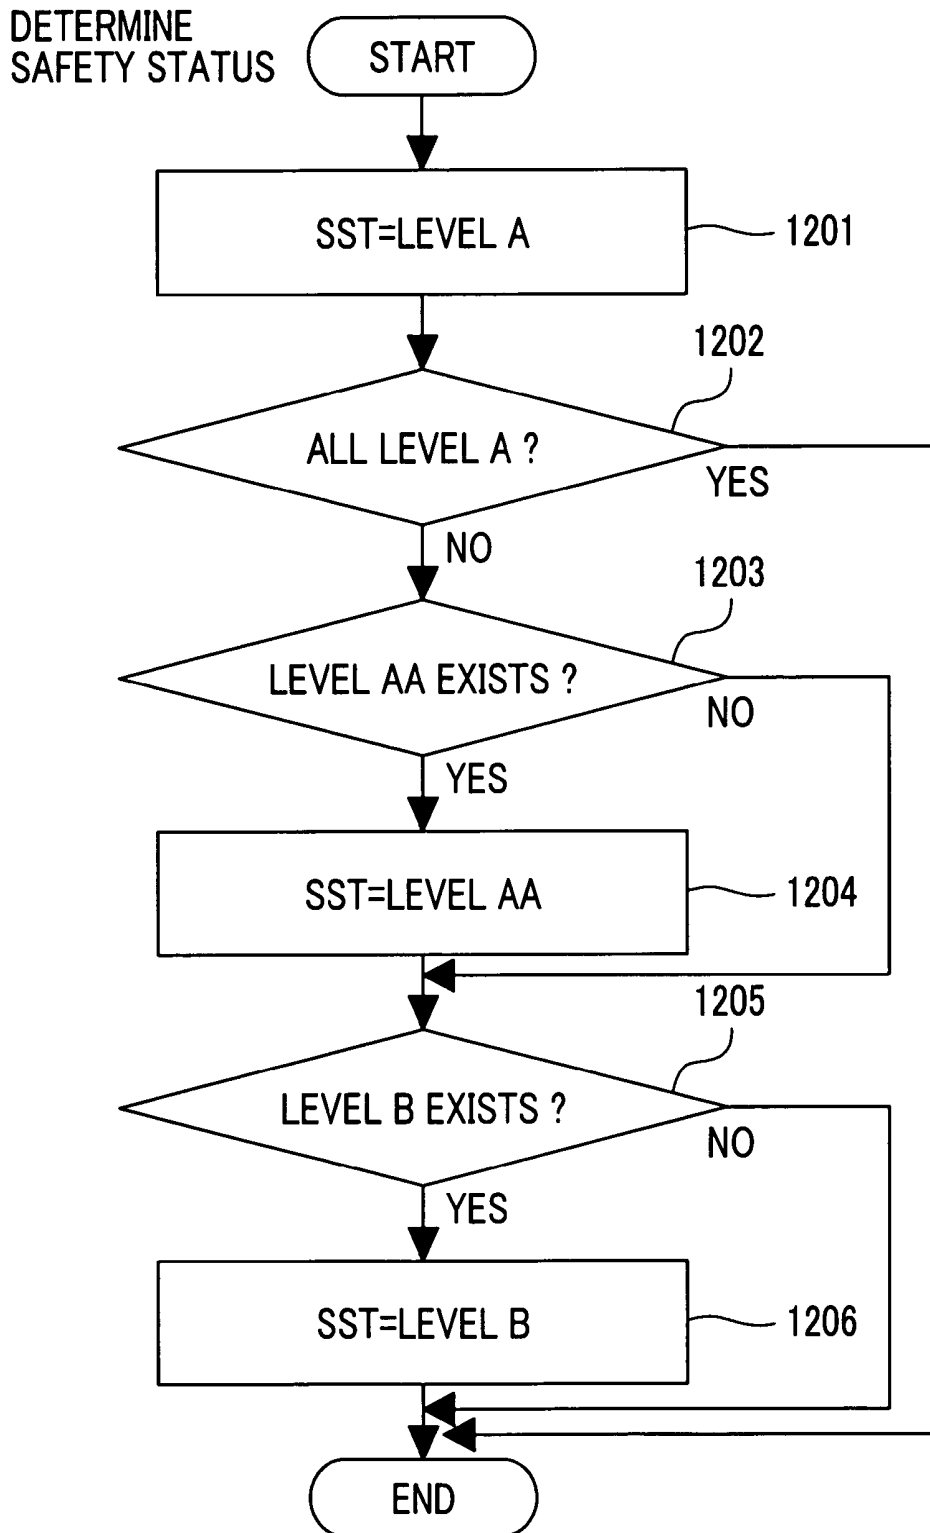 DETERMINE
SAFETY STATUS
START
SST=LEVEL A
1201
1202
ALL LEVEL A ?
YES
NO
1203
LEVEL AA EXISTS ?
NO
YES
SST=LEVEL AA
1204
1205
LEVEL B EXISTS ?
NO
YES
SST=LEVEL B
1206
END